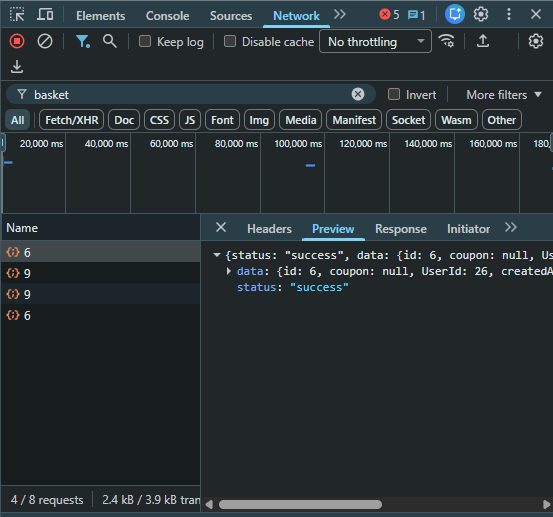 Elements Console Sources Network 5 1
Keep log Disable cache No throttling
basket Invert More filters
All Fetch/XHR Doc CSS JS Font Img Media Manifest Socket Wasm Other
20,000 ms 40,000 ms 60,000 ms 80,000 ms 100,000 ms 120,000 ms 140,000 ms 160,000 ms 180,
Name Headers Preview Response Initiator
6 {status: "success", data: {id: 6, coupon: null, Us
9 data: {id: 6, coupon: null, UserId: 26, createdA
9 status: "success"
6
4 / 8 requests 2.4 kB / 3.9 kB tran